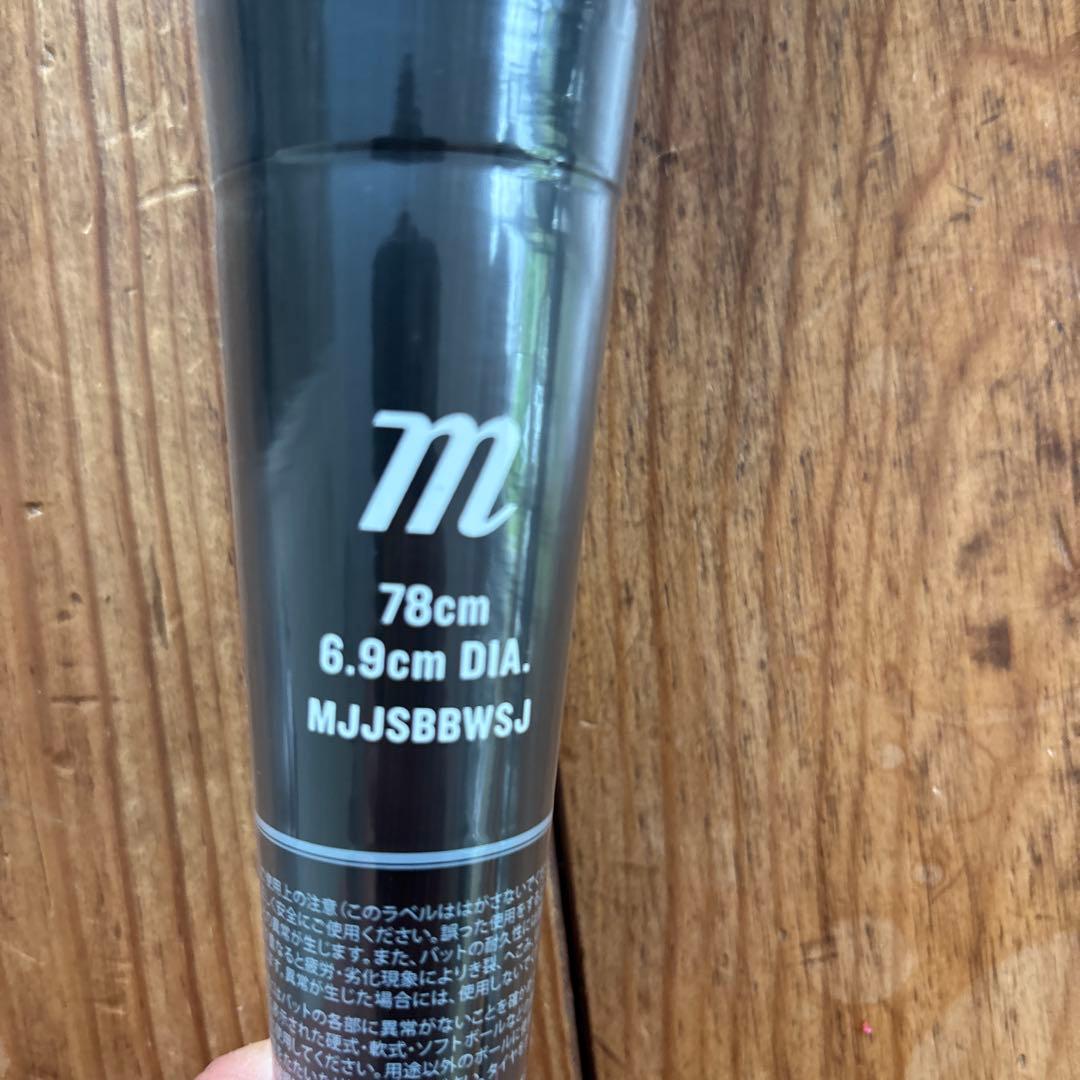 m
78cm
6.9cm DIA.
MJJSBBWSJ
使用上の注意(このラベルははがさないで
安全にご使用ください。誤った使用をす
異常が生じます。また、バットの耐久性に
なると疲労・劣化現象によりき裂、へこみ
異常が生じた場合には、使用しないで
バットの各部に異常がないことを確
された硬式・軟式・ソフトボール
用してください。用途以外のボールに